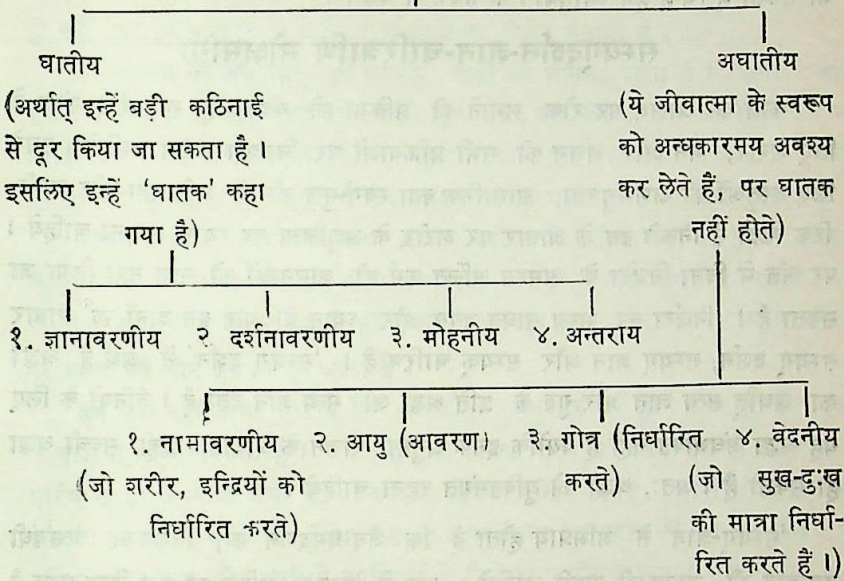 घातीय
(अर्थात् इन्हें बड़ी कठिनाई
से दूर किया जा सकता है ।
इसलिए इन्हें 'घातक' कहा
गया है)
अघातीय
(ये जीवात्मा के स्वरूप
को अन्धकारमय अवश्य
कर लेते हैं, पर घातक
नहीं होते)
१. ज्ञानावरणीय २. दर्शनावरणीय ३. मोहनीय ४. अन्तराय
१. नामावरणीय २. आयु (आवरण) ३. गोत्र (निर्धारित ४. वेदनीय
(जो शरीर, इन्द्रियों को करते) (जो सुख-दुःख
निर्धारित करते) की मात्रा निर्धा-
रित करते हैं ।)